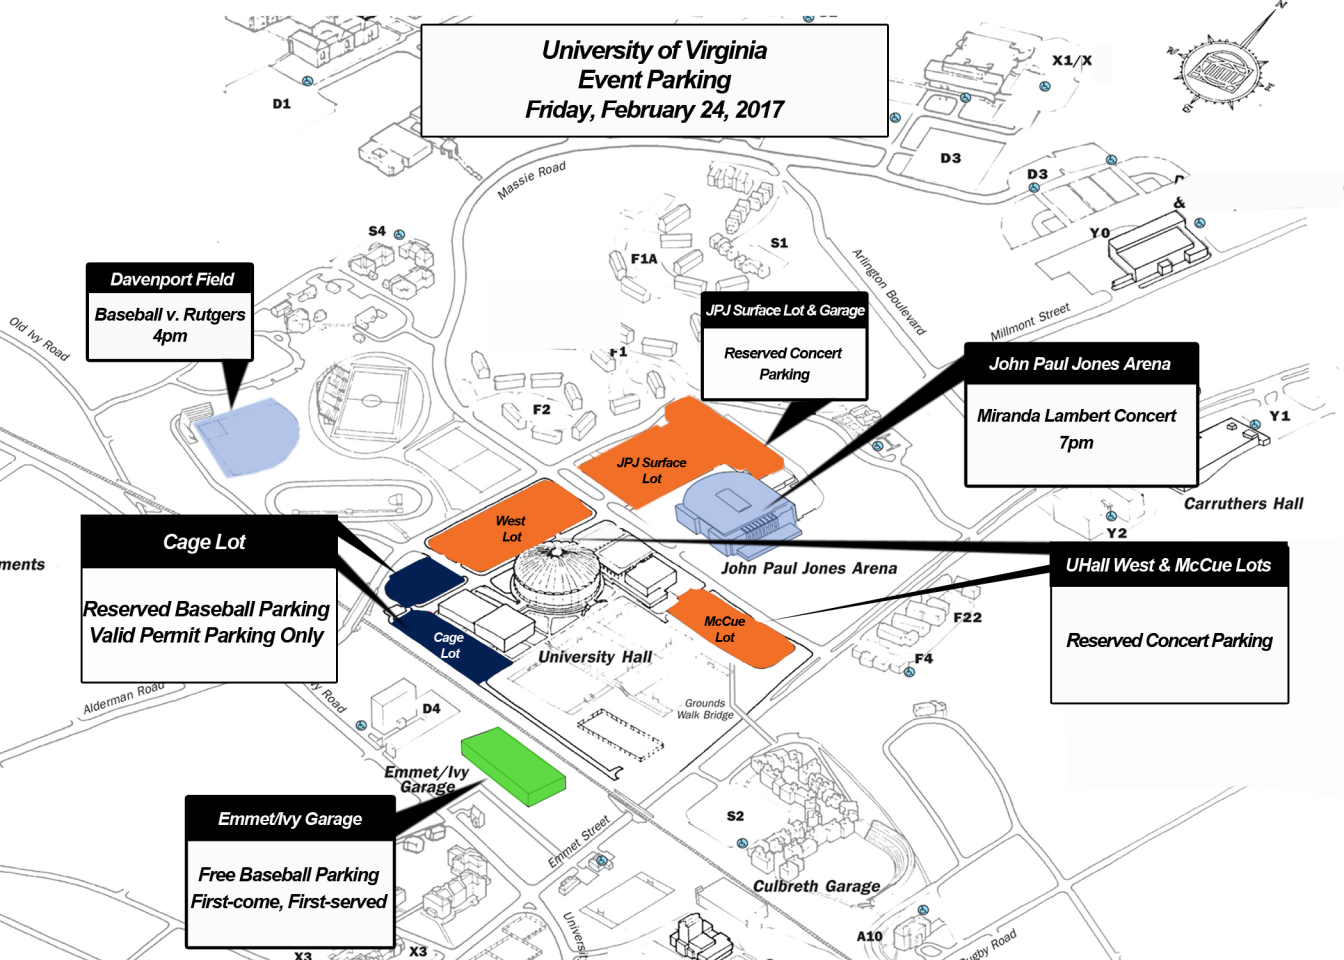 University of Virginia
Event Parking
Friday, February 24, 2017
N
E
S
D1
X1/X
D3
D3
&
Y0
Massie Road
S4
S1
F1A
Arlington Boulevard
Millmont Street
Davenport Field
Baseball v. Rutgers
4pm
Old Ivy Road
JPJ Surface Lot & Garage
Reserved Concert
Parking
F1
F2
John Paul Jones Arena
Miranda Lambert Concert
7pm
Y1
Carruthers Hall
Y2
JPJ Surface
Lot
West
Lot
John Paul Jones Arena
Cage Lot
Reserved Baseball Parking
Valid Permit Parking Only
ments
UHall West & McCue Lots
Reserved Concert Parking
McCue
Lot
Cage
Lot
University Hall
F22
F4
Alderman Road
vy Road
D4
Grounds
Walk Bridge
Emmet/Ivy
Garage
Emmet/Ivy Garage
Free Baseball Parking
First-come, First-served
Emmet Street
S2
Culbreth Garage
A10
Rugby Road
Universit
X3
X3